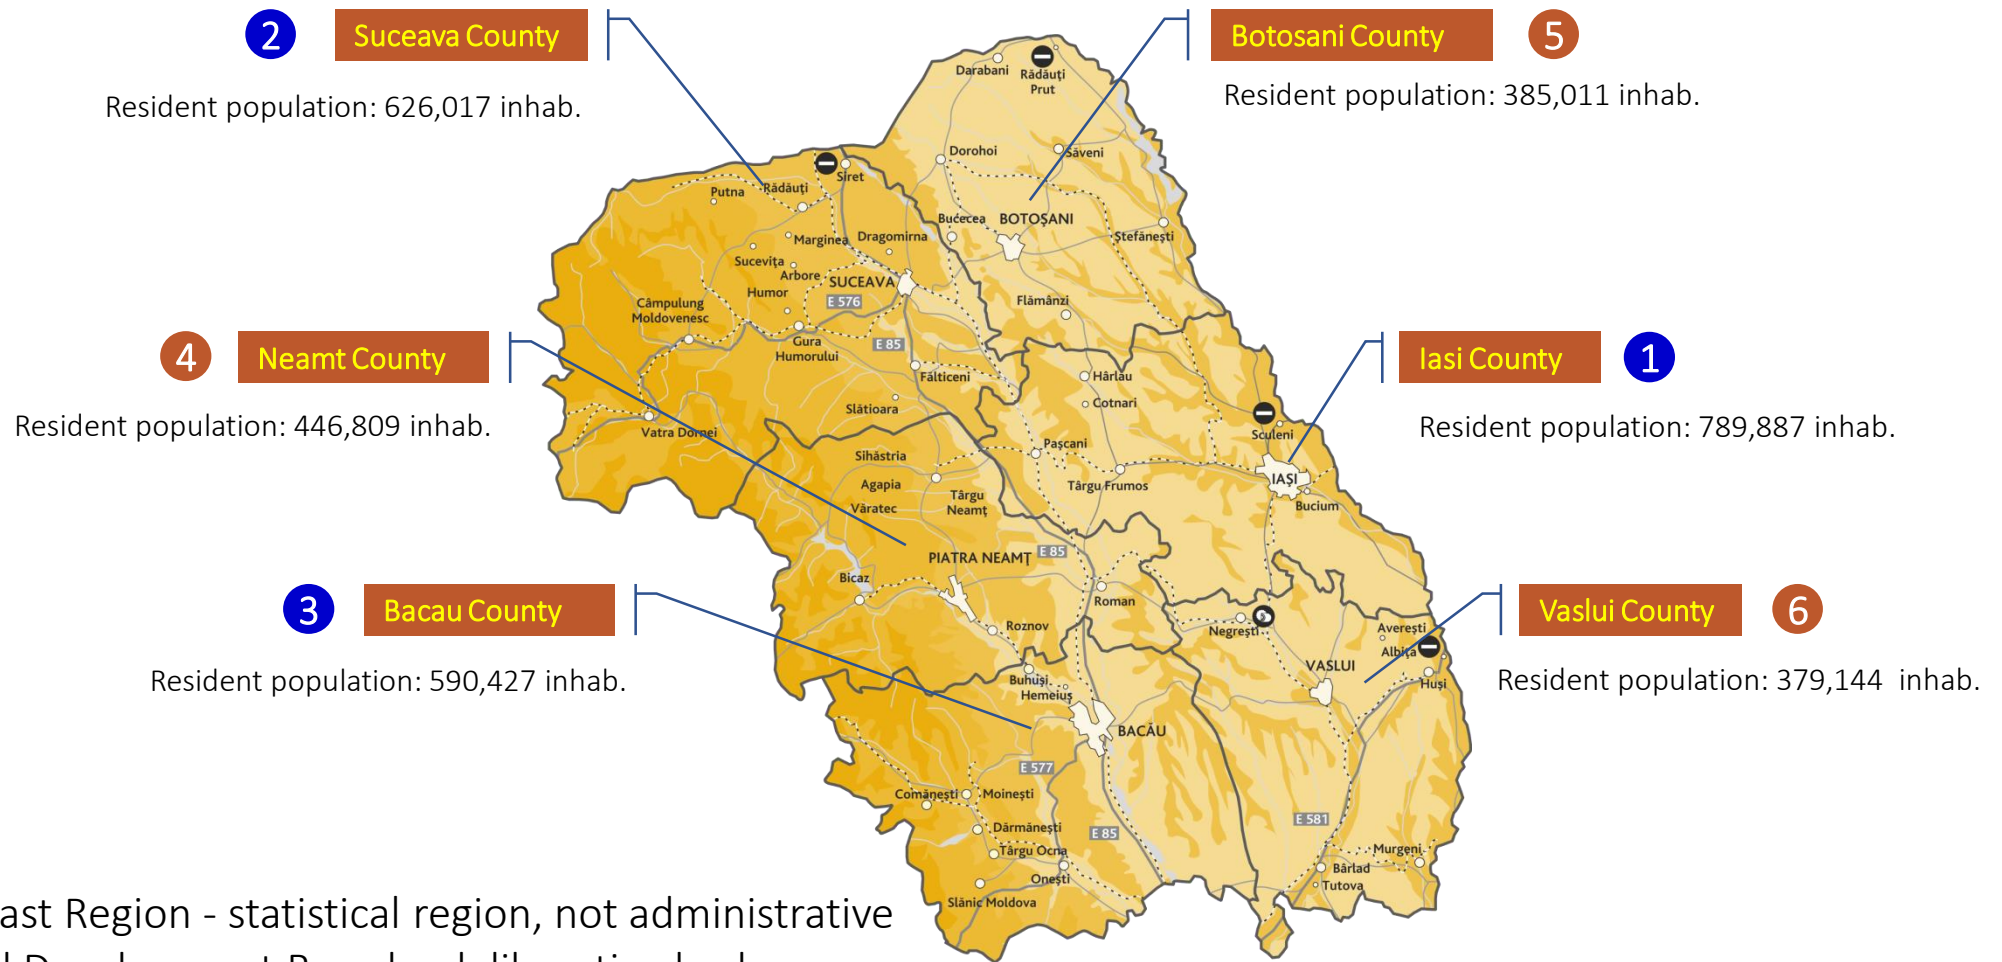 2
Suceava County
Resident population: 626,017 inhab.
Botosani County
5
Resident population: 385,011 inhab.
4
Neamt County
Resident population: 446,809 inhab.
Iasi County
1
Resident population: 789,887 inhab.
3
Bacau County
Resident population: 590,427 inhab.
Vaslui County
6
Resident population: 379,144 inhab.
Darabani
Rădăuți
Prut
Dorohoi
Săveni
Siret
Putna
Rădăuți
Bucecea
BOTOȘANI
Ștefănești
Marginea
Dragomirna
Sucevița
Arbore
SUCEAVA
Humor
E 576
Câmpulung
Moldovenesc
Flămânzi
Gura
Humorului
E 85
Fălticeni
Hârlău
Cotnari
Slătioara
Vatra Dornei
Sculeni
Pașcani
Sihăstria
Agapia
Târgu
Neamț
Văratec
Târgu Frumos
IAȘI
Bucium
PIATRA NEAMȚ
E 85
Bicaz
Roman
Roznov
Negrești
Averești
Albița
VASLUI
Huși
Buhuși
Hemeiuș
BACĂU
E 577
Comănești
Moinești
Dărmănești
E 85
E 581
Târgu Ocna
Onești
Slănic Moldova
Murgeni
Bârlad
Tutova
ast Region - statistical region, not administrative